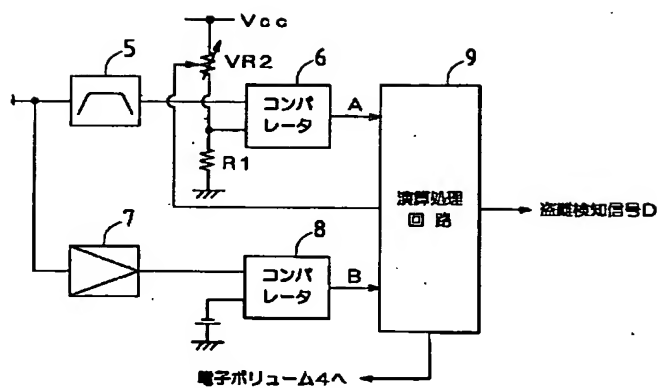 Vcc
5
VR2
6
9
コンパ
レータ
A
R1
演算処理
回路
盗難検知信号D
7
8
コンパ
レータ
B
電子ボリューム4へ